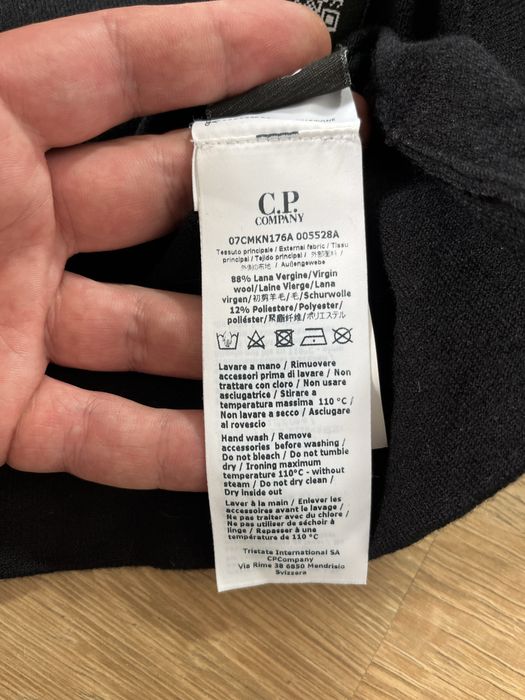 C.P.
COMPANY
07CMKN176A 005528A
Tessuto principale / External fabric / Tissu
principal / Tejido principal / 外部面料 /
外側の布地 / Außengewebe
88% Lana Vergine/Virgin
wool/Laine Vierge/Lana
virgen/初剪羊毛/毛/Schurwolle
12% Poliestere/Polyester/
poliéster/聚脂纤维/ポリエステル
Lavare a mano / Rimuovere
accessori prima di lavare / Non
trattare con cloro / Non usare
asciugatrice / Stirare a
temperatura massima 110 °C /
Non lavare a secco / Asciugare
al rovescio
Hand wash / Remove
accessories before washing /
Do not bleach / Do not tumble
dry / Ironing maximum
temperature 110°C - without
steam / Do not dry clean /
Dry inside out
Laver à la main / Enlever les
accessoires avant le lavage /
Ne pas traiter avec du chlore /
Ne pas utiliser de séchoir à
linge / Repasser à une
température de 110 °C
Tristate International SA
CPCompany
Via Rime 38 6850 Mendrisio
Svizzera